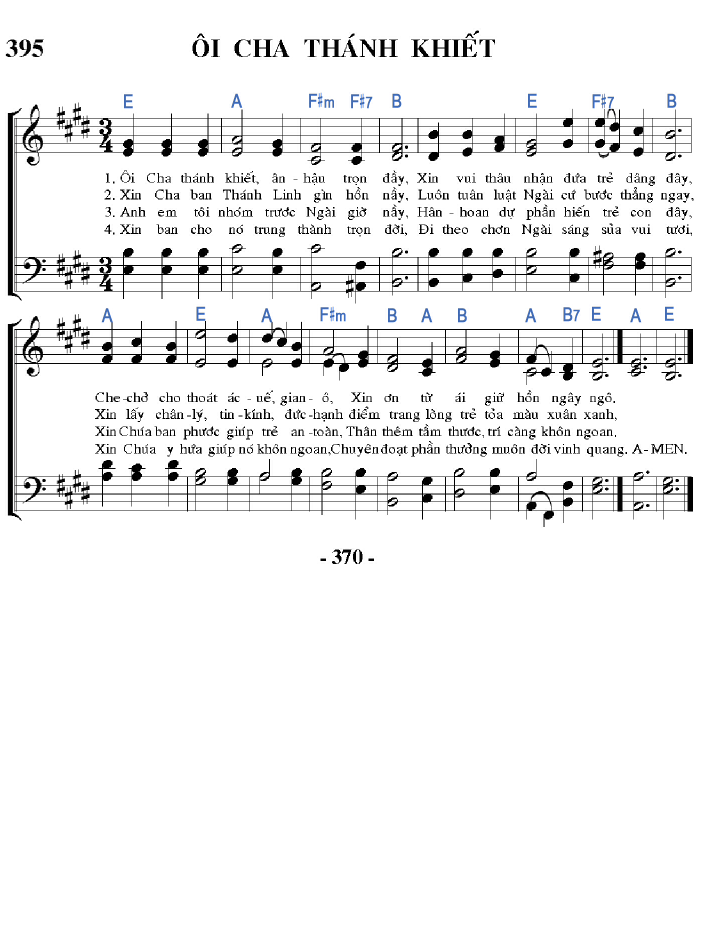 395 ÔI CHA THÁNH KHIẾT
E A F#m F#7 B E F#7 B
1. Ôi Cha thánh khiết, ân-hậu trọn đầy, Xin vui thâu nhận đứa trẻ dâng đây,
2. Xin Cha ban Thánh Linh gìn hồn nầy, Luôn tuân luật Ngài cứ bước thẳng ngay,
3. Anh em tôi nhóm trước Ngài giờ nầy, Hân-hoan dự phần hiến trẻ con đây,
4. Xin ban cho nó trung thành trọn đời, Đi theo chơn Ngài sáng sủa vui tươi,
A E A F#m B A B A B7 E A E
Che-chở cho thoát ác-uế, gian-ô, Xin ơn từ ái giữ hồn ngây ngô.
Xin lấy chân-lý, tin-kính, đức-hạnh điểm trang lòng trẻ tỏa màu xuân xanh,
Xin Chúa ban phước giúp trẻ an-toàn, Thân thêm tầm thước, trí càng khôn ngoan.
Xin Chúa y hứa giúp nó khôn ngoan,Chuyên đoạt phần thưởng muôn đời vinh quang. A-MEN.
- 370 -